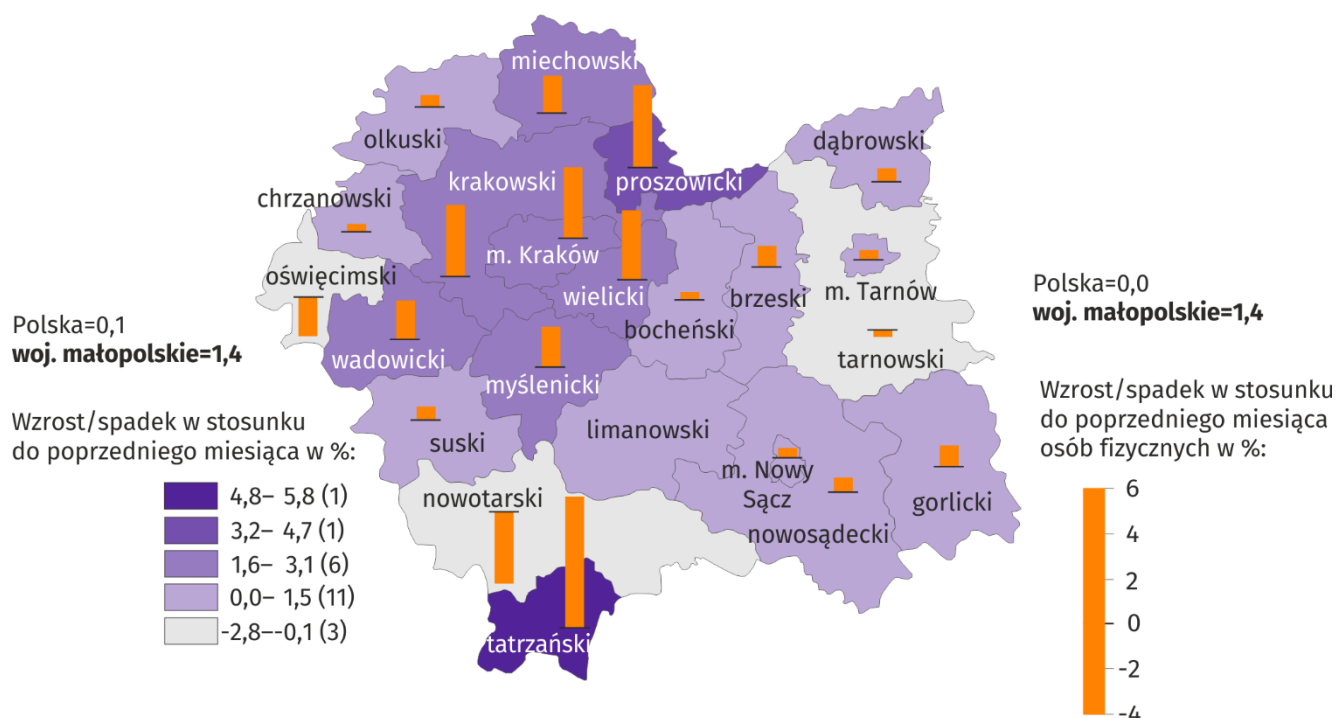 miechowski
olkuski
dąbrowski
krakowski
proszowicki
chrzanowski
m. Kraków
oświęcimski
wielicki
brzeski
m. Tarnów
bocheński
tarnowski
wadowicki
myślenicki
limanowski
suski
m. Nowy
Sącz
nowotarski
gorlicki
nowosądecki
tatrzański
Polska=0,1
woj. małopolskie=1,4
Wzrost/spadek w stosunku
do poprzedniego miesiąca w %:
4,8– 5,8 (1)
3,2– 4,7 (1)
1,6– 3,1 (6)
0,0– 1,5 (11)
-2,8–-0,1 (3)
Polska=0,0
woj. małopolskie=1,4
Wzrost/spadek w stosunku
do poprzedniego miesiąca
osób fizycznych w %:
6
4
2
0
-2
-4